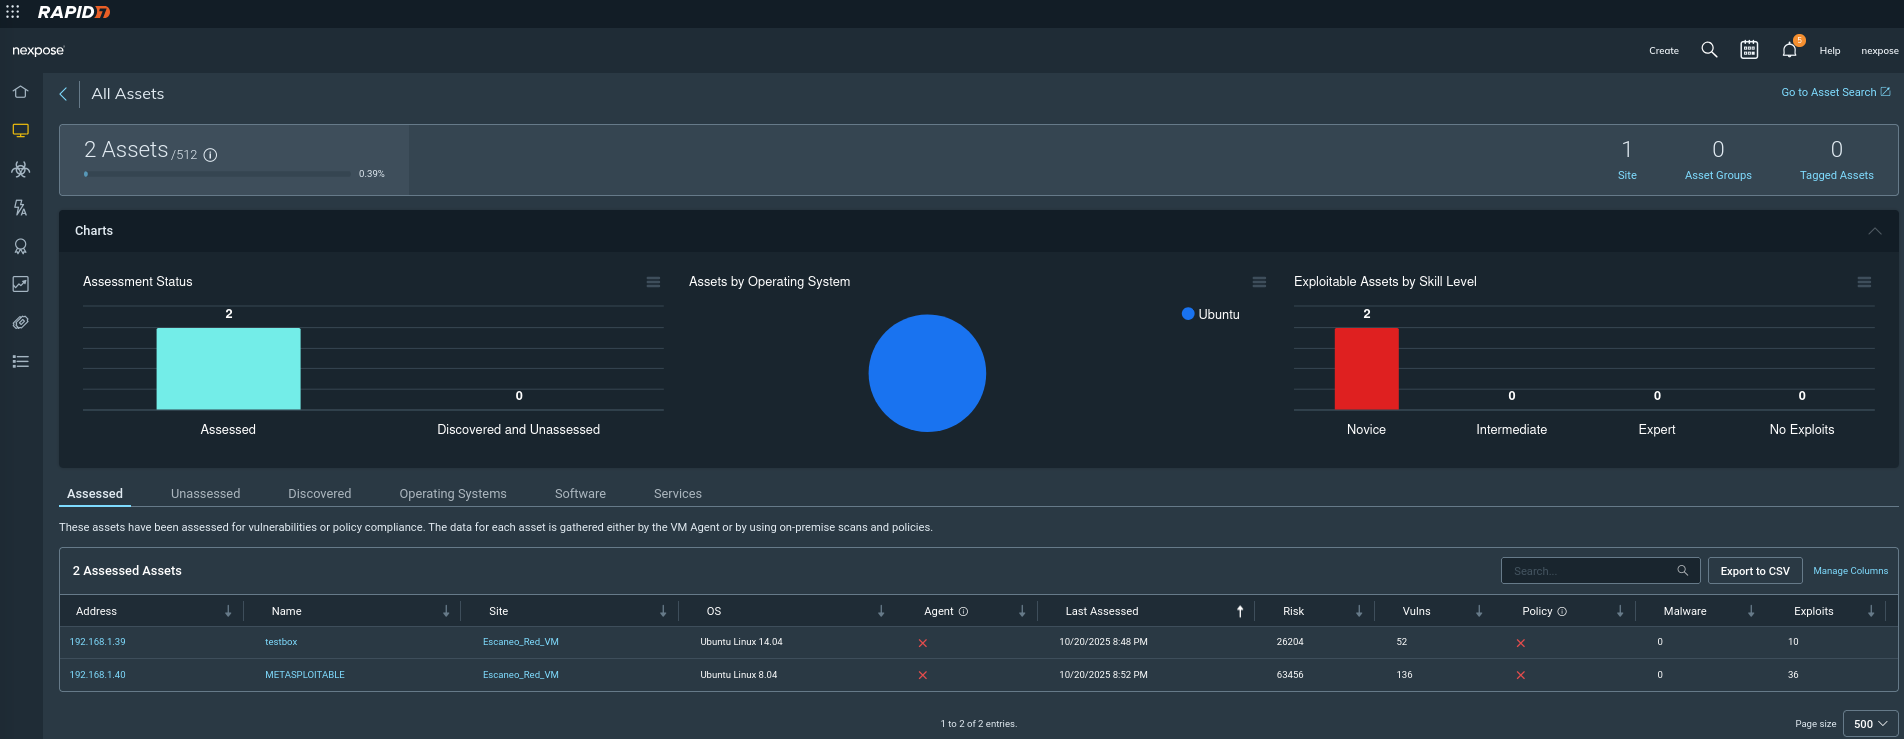 RAPID7
nexpose
Create
5
Help
nexpose
All Assets
Go to Asset Search
2 Assets /512
0.39%
1
Site
0
Asset Groups
0
Tagged Assets
Charts
Assessment Status
2
0
Assessed
Discovered and Unassessed
Assets by Operating System
Ubuntu
Exploitable Assets by Skill Level
2
0
0
0
Novice
Intermediate
Expert
No Exploits
Assessed
Unassessed
Discovered
Operating Systems
Software
Services
These assets have been assessed for vulnerabilities or policy compliance. The data for each asset is gathered either by the VM Agent or by using on-premise scans and policies.
2 Assessed Assets
Search...
Export to CSV
Manage Columns
Address Name Site OS Agent Last Assessed Risk Vulns Policy Malware Exploits
192.168.1.39 testbox Escaneo_Red_VM Ubuntu Linux 14.04 10/20/2025 8:48 PM 26204 52 0 10
192.168.1.40 METASPLOITABLE Escaneo_Red_VM Ubuntu Linux 8.04 10/20/2025 8:52 PM 63456 136 0 36
1 to 2 of 2 entries.
Page size 500